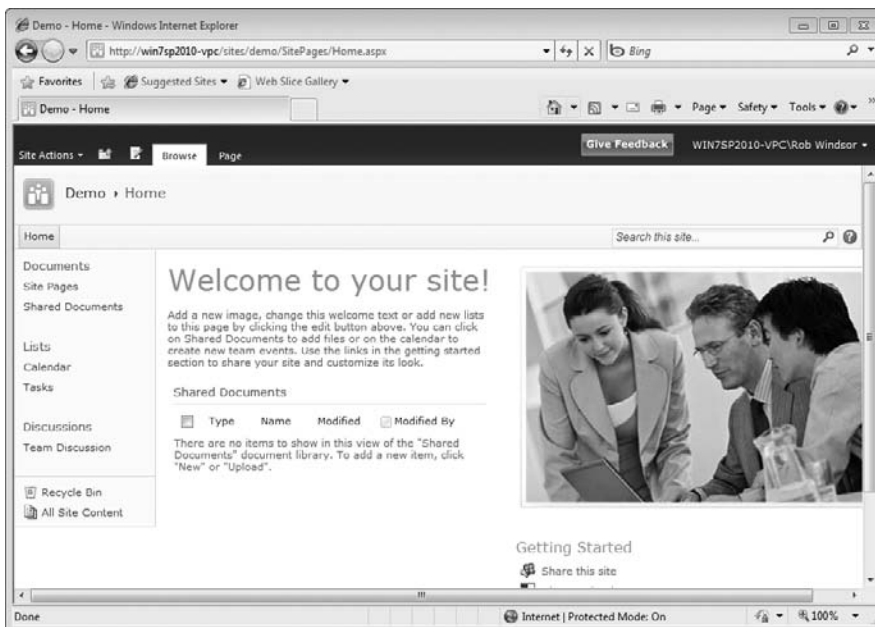 Demo - Home - Windows Internet Explorer
http://win7sp2010-vpc/sites/demo/SitePages/Home.aspx
Bing
Favorites
Suggested Sites
Web Slice Gallery
Demo - Home
Page
Safety
Tools
Site Actions
Browse
Page
Give Feedback
WIN7SP2010-VPC\Rob Windsor
Demo
Home
Home
Search this site...
Documents
Site Pages
Shared Documents
Lists
Calendar
Tasks
Discussions
Team Discussion
Recycle Bin
All Site Content
Welcome to your site!
Add a new image, change this welcome text or add new lists
to this page by clicking the edit button above. You can click
on Shared Documents to add files or on the calendar to
create new team events. Use the links in the getting started
section to share your site and customize its look.
Shared Documents
Type Name Modified Modified By
There are no items to show in this view of the "Shared
Documents" document library. To add a new item, click
"New" or "Upload".
Getting Started
Share this site
Done
Internet | Protected Mode: On
100%